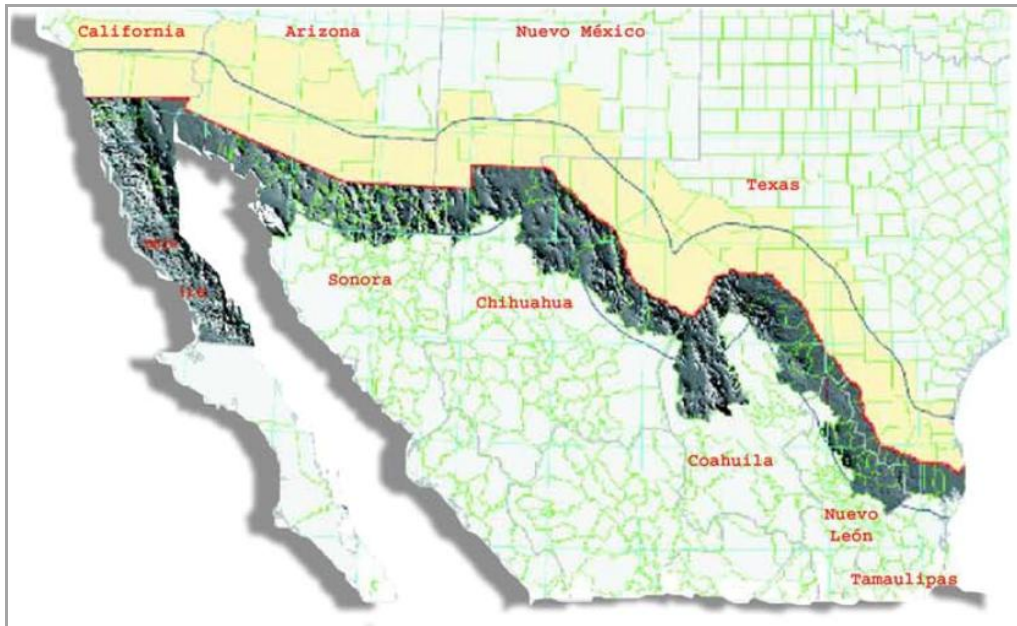 California
Arizona
Nuevo México
Texas
Sonora
Chihuahua
Coahuila
Nuevo
León
Tamaulipas